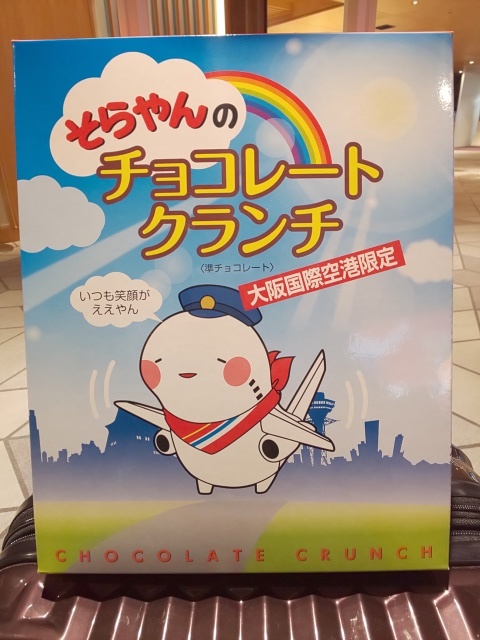 そらやんの
チョコレート
クランチ
〈準チョコレート〉
大阪国際空港限定
いつも笑顔が
ええやん
CHOCOLATE CRUNCH